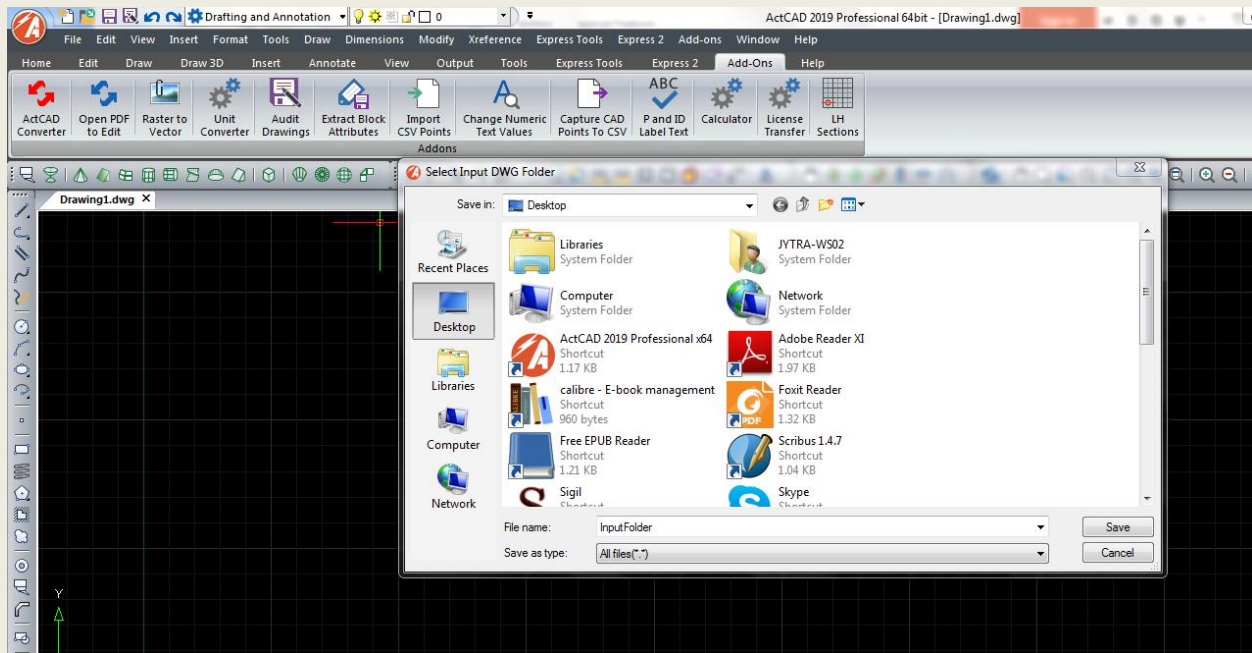 Drafting and Annotation
0
ActCAD 2019 Professional 64bit - [Drawing1.dwg]
File Edit View Insert Format Tools Draw Dimensions Modify Xreference Express Tools Express 2 Add-ons Window Help
Home Edit Draw Draw 3D Insert Annotate View Output Tools Express Tools Express 2 Add-Ons Help
ABC
ActCAD Open PDF Raster to Unit Audit Extract Block Import Change Numeric Capture CAD P and ID Calculator License LH
Converter to Edit Vector Converter Drawings Attributes CSV Points Text Values Points To CSV Label Text Transfer Sections
Addons
Select Input DWG Folder
Drawing1.dwg
Save in: Desktop
Recent Places
Desktop
Libraries
Computer
Network
Libraries
System Folder
JYTRA-WS02
System Folder
Computer
System Folder
Network
System Folder
ActCAD 2019 Professional x64
Shortcut
1.17 KB
Adobe Reader XI
Shortcut
1.97 KB
calibre - E-book management
Shortcut
960 bytes
Foxit Reader
Shortcut
1.32 KB
PDF
Free EPUB Reader
Shortcut
1.21 KB
Scribus 1.4.7
Shortcut
1.04 KB
Sigil
Shortcut
Skype
Shortcut
File name: InputFolder Save
Save as type: All files(*.*) Cancel
Y